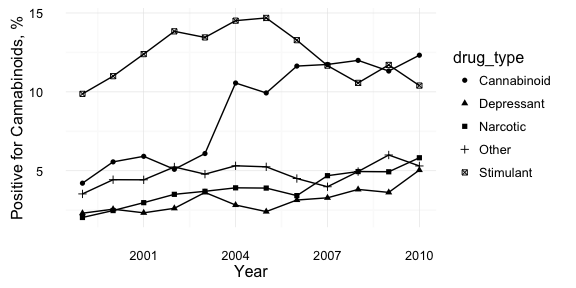 Positive for Cannabinoids, %
15
10
5
2001
2004
2007
2010
Year
drug_type
Cannabinoid
Depressant
Narcotic
Other
Stimulant